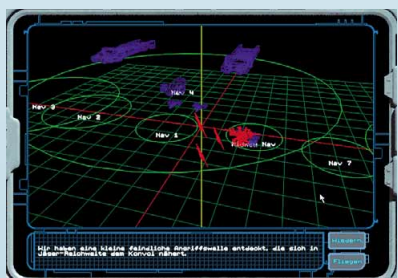 Nav 4
Nav 3
Nav 2
Nav 1
Nav
Nav 7
Wir haben eine kleine feindliche Angriffswelle entdeckt, die sich in
Jäger-Reichweite dem Konvoi nähert.
Fliegen